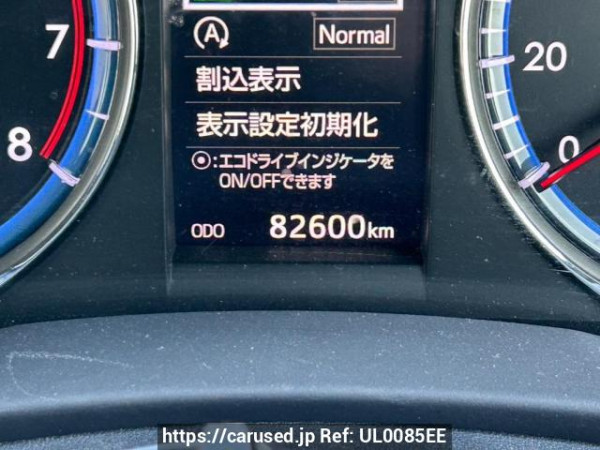 7
8
A
Normal
割込表示
表示設定初期化
◉:エコドライブインジケータを
ON/OFFできます
ODO 82600km
20
0
https://carused.jp Ref: UL0085EE